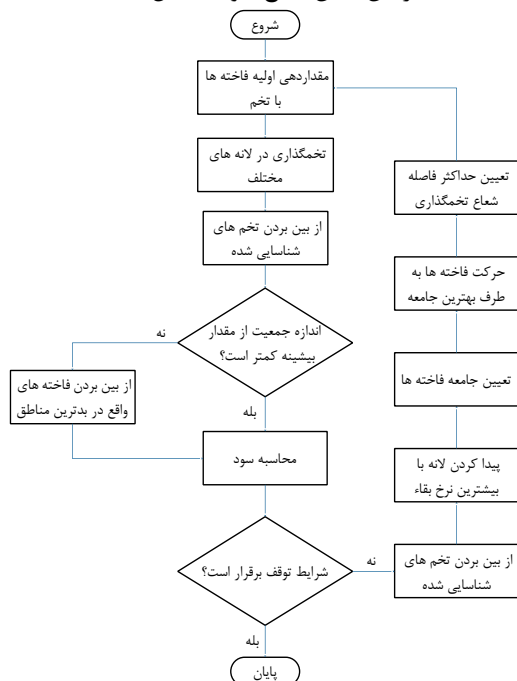 شروع
مقداردهی اولیه فاخته ها
با تخم
تخمگذاری در لانه های
مختلف
از بین بردن تخم های
شناسایی شده
اندازه جمعیت از مقدار
بیشینه کمتر است؟
نه
از بین بردن فاخته های
واقع در بدترین مناطق
بله
محاسبه سود
شرایط توقف برقرار است؟
نه
از بین بردن تخم های
شناسایی شده
پیدا کردن لانه با
بیشترین نرخ بقاء
تعیین جامعه فاخته ها
حرکت فاخته ها به
طرف بهترین جامعه
تعیین حداکثر فاصله
شعاع تخمگذاری
بله
پایان